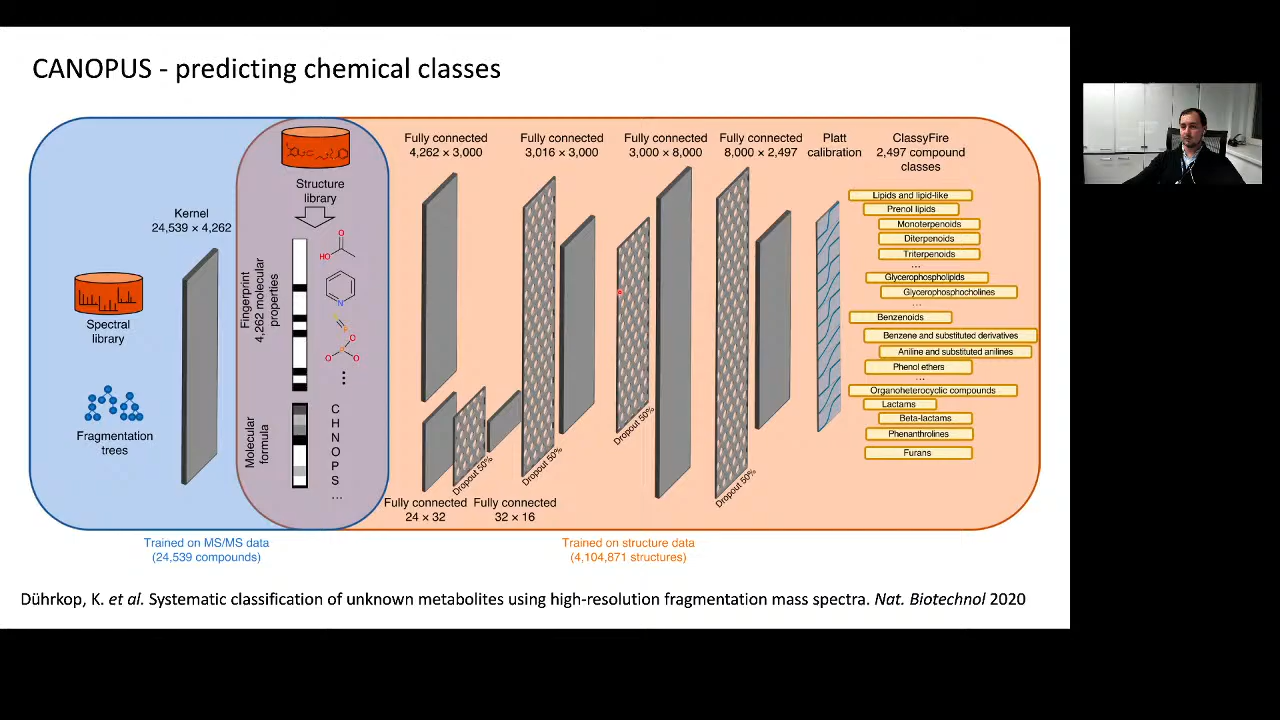 CANOPUS - predicting chemical classes
Spectral
library
Fragmentation
trees
Kernel
24,539 × 4,262
Structure
library
Fingerprint
4,262 molecular
properties
Molecular
formula
O
HO
N
S
P
O
P
O
O
C
H
N
O
P
S
...
Fully connected
4,262 × 3,000
Fully connected
24 × 32
Dropout 50%
Fully connected
32 × 16
Dropout 50%
Fully connected
3,016 × 3,000
Dropout 50%
Fully connected
3,000 × 8,000
Dropout 50%
Fully connected
8,000 × 2,497
Platt
calibration
ClassyFire
2,497 compound
classes
Lipids and lipid-like
Prenol lipids
Monoterpenoids
Diterpenoids
Triterpenoids
...
Glycerophospholipids
Glycerophosphocholines
...
Benzenoids
Benzene and substituted derivatives
Aniline and substituted anilines
Phenol ethers
...
Organoheterocyclic compounds
Lactams
Beta-lactams
Phenanthrolines
Furans
Trained on MS/MS data
(24,539 compounds)
Trained on structure data
(4,104,871 structures)
Dührkop, K. et al. Systematic classification of unknown metabolites using high-resolution fragmentation mass spectra. Nat. Biotechnol 2020